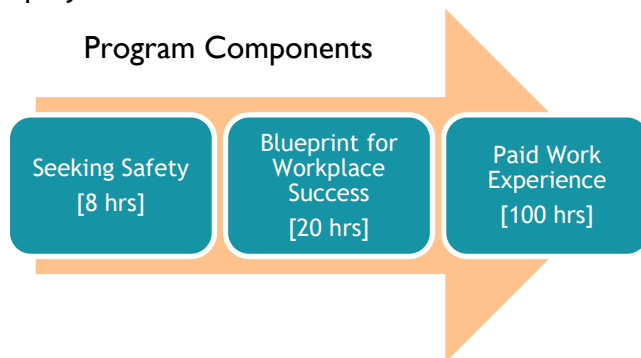 Program Components
Seeking Safety
[8 hrs]
Blueprint for
Workplace
Success
[20 hrs]
Paid Work
Experience
[100 hrs]